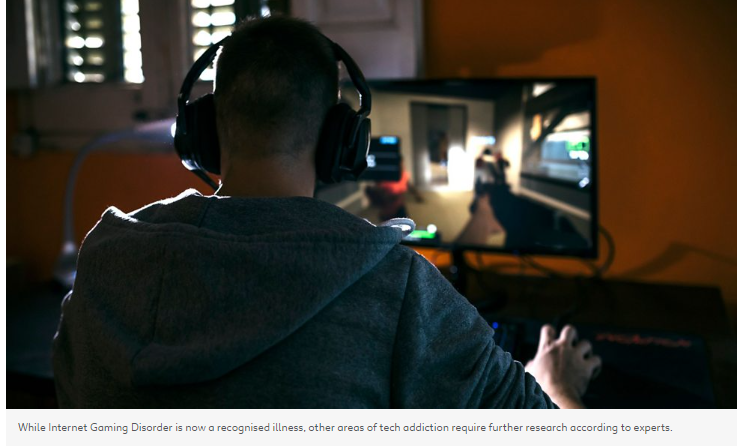 While Internet Gaming Disorder is now a recognised illness, other areas of tech addiction require further research according to experts.